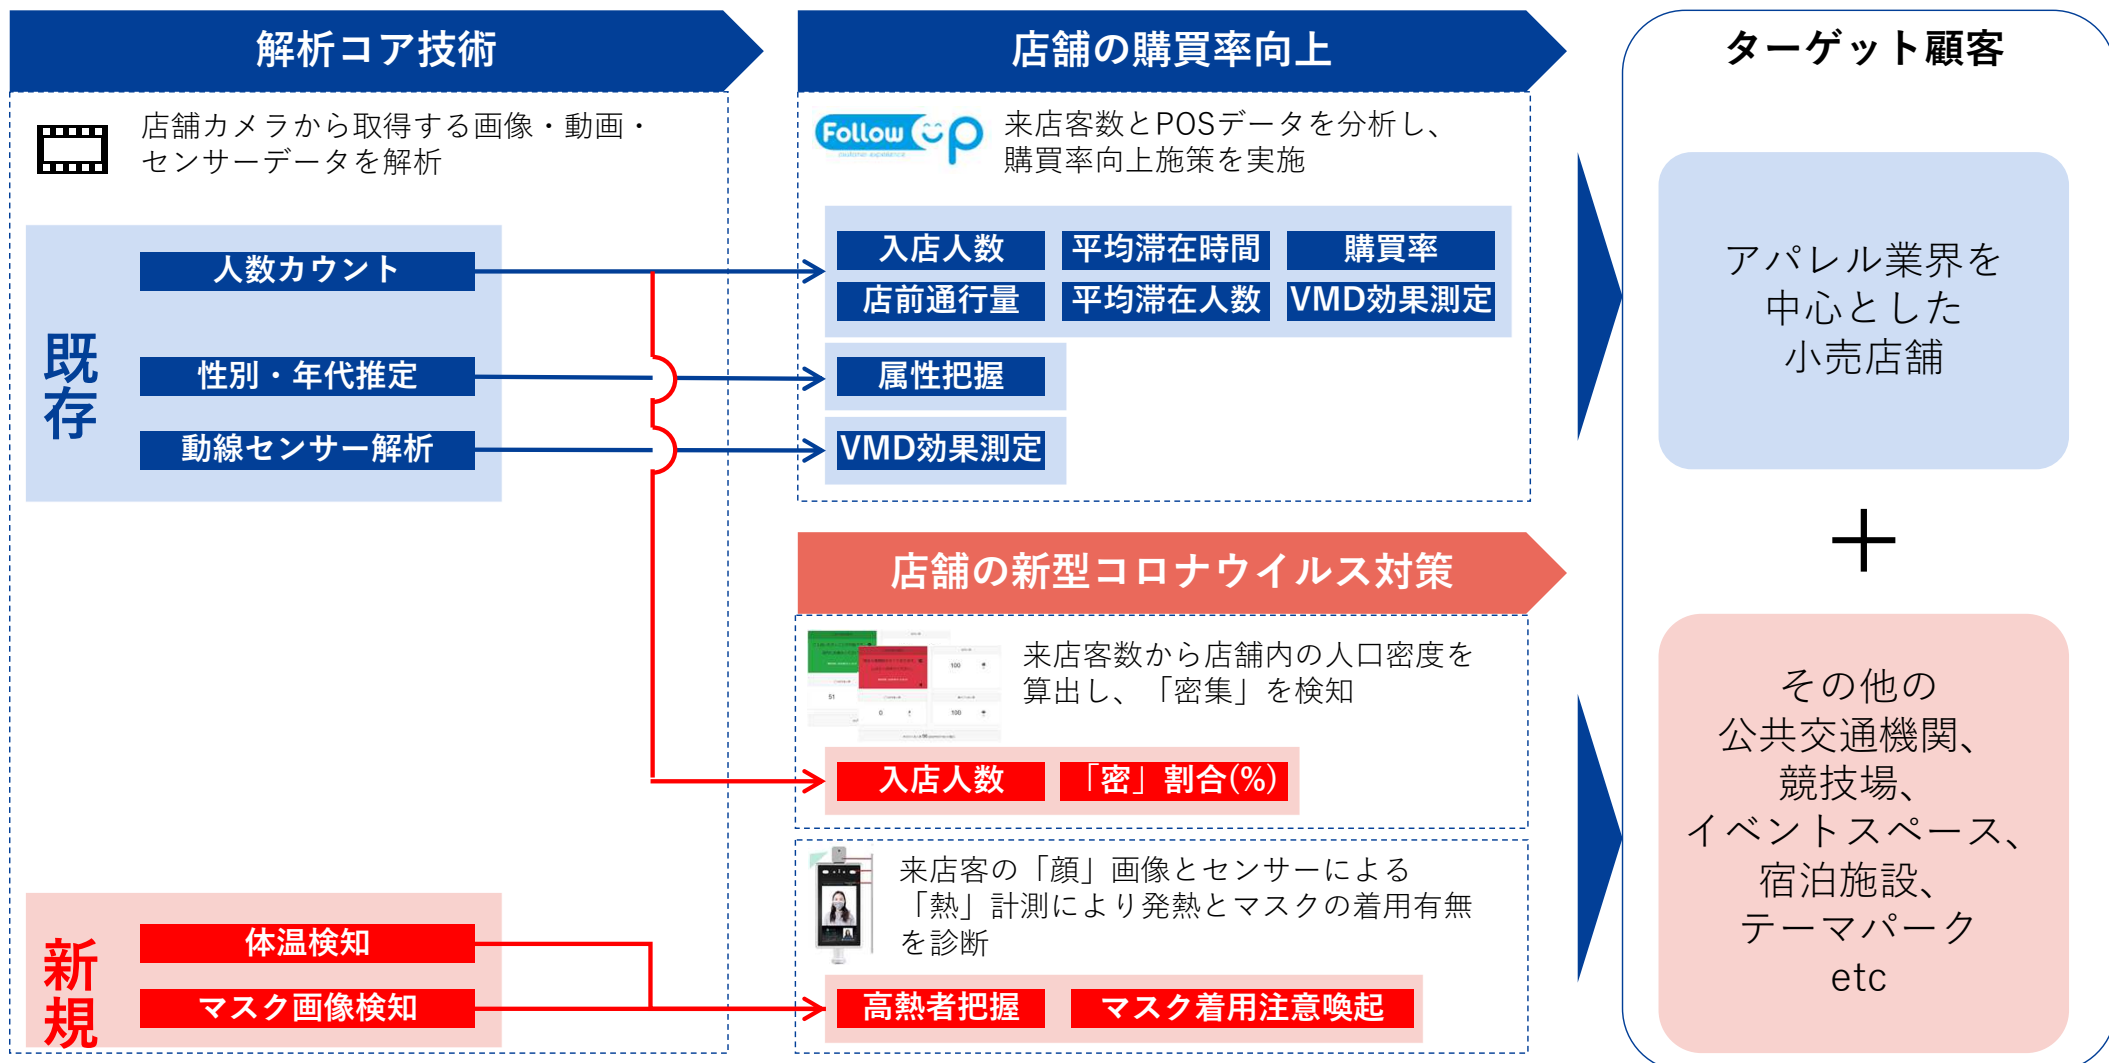 解析コア技術
店舗カメラから取得する画像・動画・
センサーデータを解析
既存
人数カウント
性別・年代推定
動線センサー解析
新規
体温検知
マスク画像検知
店舗の購買率向上
Follow up
customer experience
来店客数とPOSデータを分析し、
購買率向上施策を実施
入店人数 平均滞在時間 購買率
店前通行量 平均滞在人数 VMD効果測定
属性把握
VMD効果測定
店舗の新型コロナウイルス対策
51
100
0
100
来店客数から店舗内の人口密度を
算出し、「密集」を検知
入店人数 「密」割合(%)
来店客の「顔」画像とセンサーによる
「熱」計測により発熱とマスクの着用有無
を診断
高熱者把握 マスク着用注意喚起
ターゲット顧客
アパレル業界を
中心とした
小売店舗
＋
その他の
公共交通機関、
競技場、
イベントスペース、
宿泊施設、
テーマパーク
etc